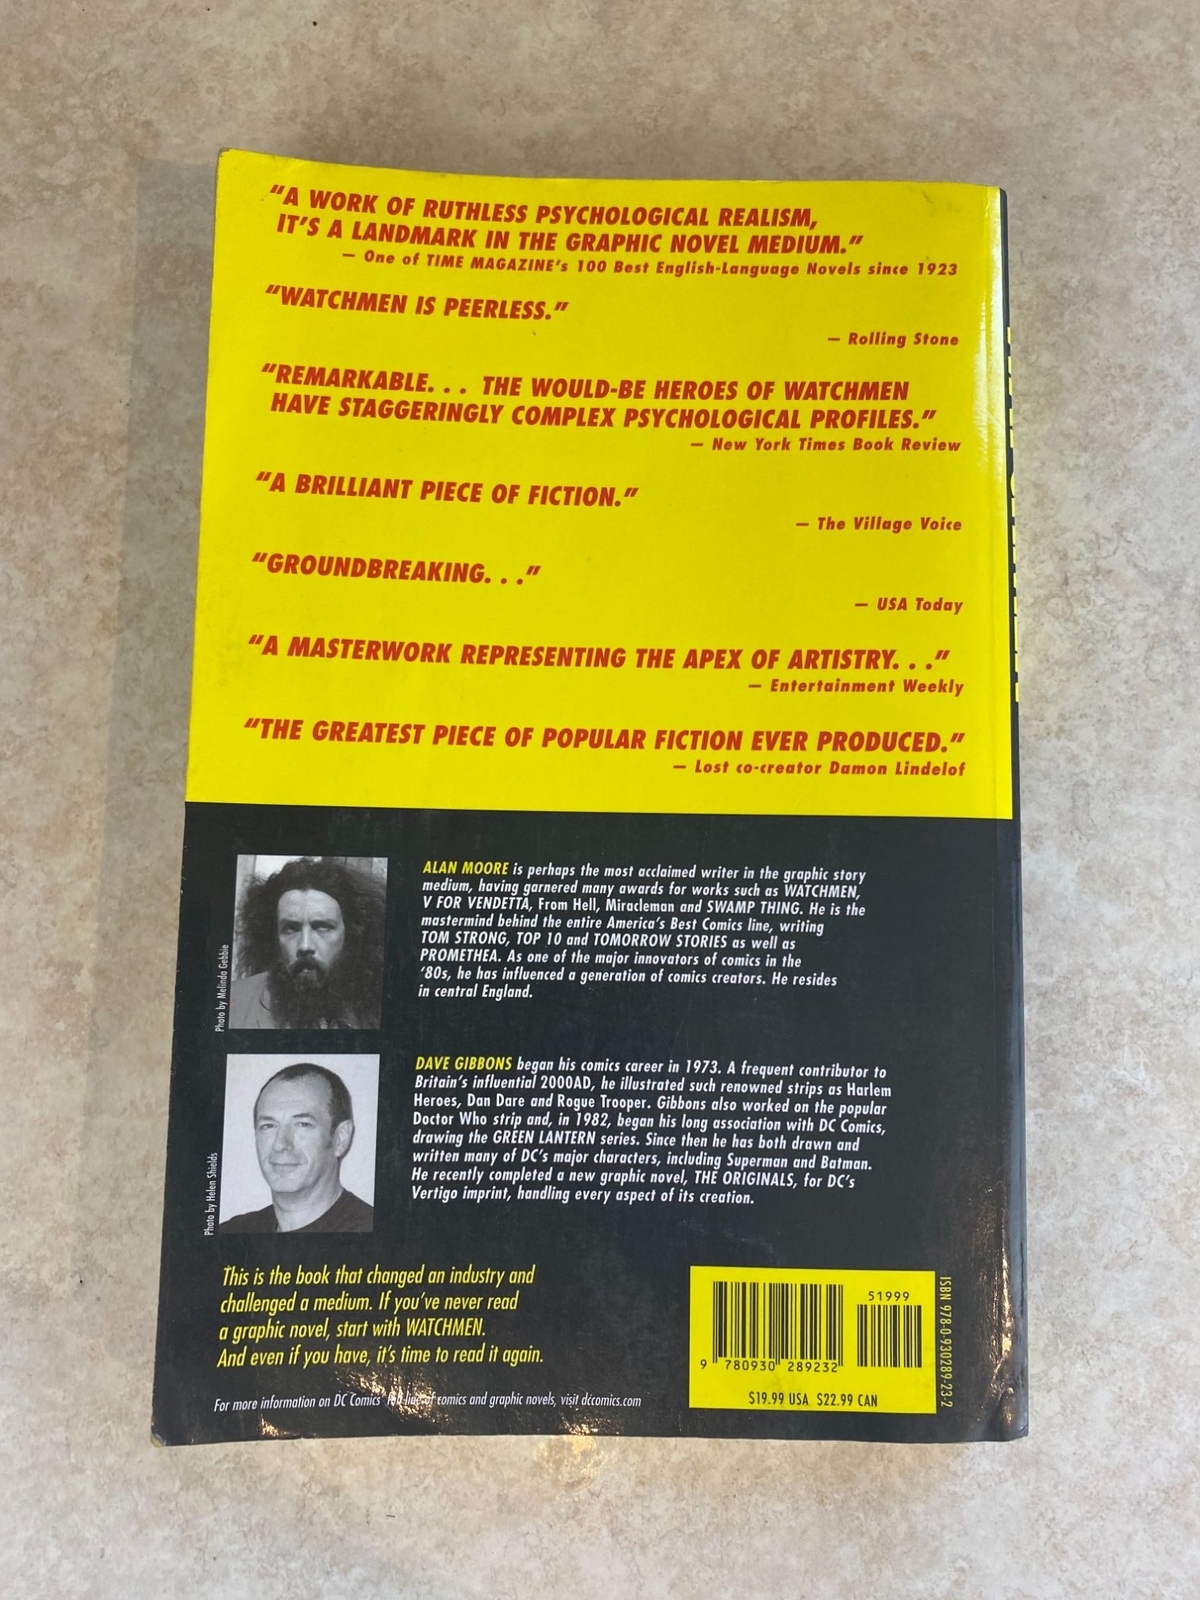 “A WORK OF RUTHLESS PSYCHOLOGICAL REALISM,
IT’S A LANDMARK IN THE GRAPHIC NOVEL MEDIUM.”
— One of TIME MAGAZINE’s 100 Best English-Language Novels since 1923
“WATCHMEN IS PEERLESS.”
— Rolling Stone
“REMARKABLE. . . THE WOULD-BE HEROES OF WATCHMEN
HAVE STAGGERINGLY COMPLEX PSYCHOLOGICAL PROFILES.”
— New York Times Book Review
“A BRILLIANT PIECE OF FICTION.”
— The Village Voice
“GROUNDBREAKING. . .”
— USA Today
“A MASTERWORK REPRESENTING THE APEX OF ARTISTRY. . .”
— Entertainment Weekly
“THE GREATEST PIECE OF POPULAR FICTION EVER PRODUCED.”
— Lost co-creator Damon Lindelof
Photo by Melinda Gebbie
ALAN MOORE is perhaps the most acclaimed writer in the graphic story
medium, having garnered many awards for works such as WATCHMEN,
V FOR VENDETTA, From Hell, Miracleman and SWAMP THING. He is the
mastermind behind the entire America’s Best Comics line, writing
TOM STRONG, TOP 10 and TOMORROW STORIES as well as
PROMETHEA. As one of the major innovators of comics in the
‘80s, he has influenced a generation of comics creators. He resides
in central England.
Photo by Helen Shields
DAVE GIBBONS began his comics career in 1973. A frequent contributor to
Britain’s influential 2000AD, he illustrated such renowned strips as Harlem
Heroes, Dan Dare and Rogue Trooper. Gibbons also worked on the popular
Doctor Who strip and, in 1982, began his long association with DC Comics,
drawing the GREEN LANTERN series. Since then he has both drawn and
written many of DC’s major characters, including Superman and Batman.
He recently completed a new graphic novel, THE ORIGINALS, for DC’s
Vertigo imprint, handling every aspect of its creation.
This is the book that changed an industry and
challenged a medium. If you’ve never read
a graphic novel, start with WATCHMEN.
And even if you have, it’s time to read it again.
For more information on DC Comics’ full line of comics and graphic novels, visit dccomics.com
51999
9 780930 289232
$19.99 USA $22.99 CAN
ISBN 978-0-930289-23-2